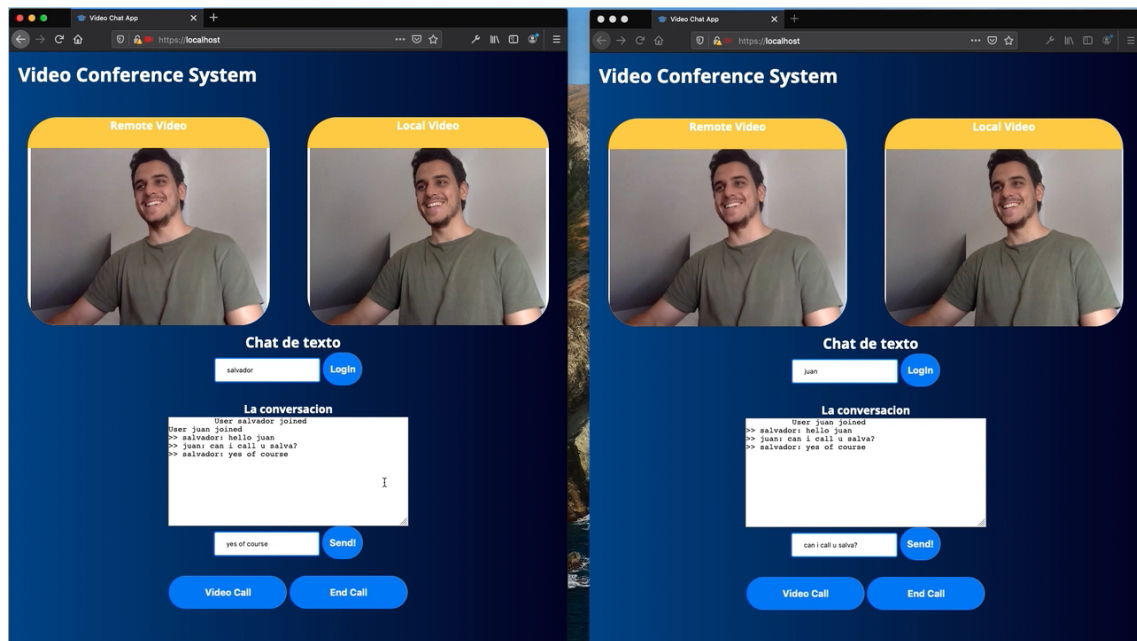 Video Chat App
https://localhost
Video Conference System
Remote Video
Local Video
Chat de texto
salvador
Login
La conversacion
User salvador joined
User juan joined
>> salvador: hello juan
>> juan: can i call u salva?
>> salvador: yes of course
yes of course
Send!
Video Call
End Call
Video Chat App
https://localhost
Video Conference System
Remote Video
Local Video
Chat de texto
juan
Login
La conversacion
User juan joined
>> salvador: hello juan
>> juan: can i call u salva?
>> salvador: yes of course
can i call u salva?
Send!
Video Call
End Call